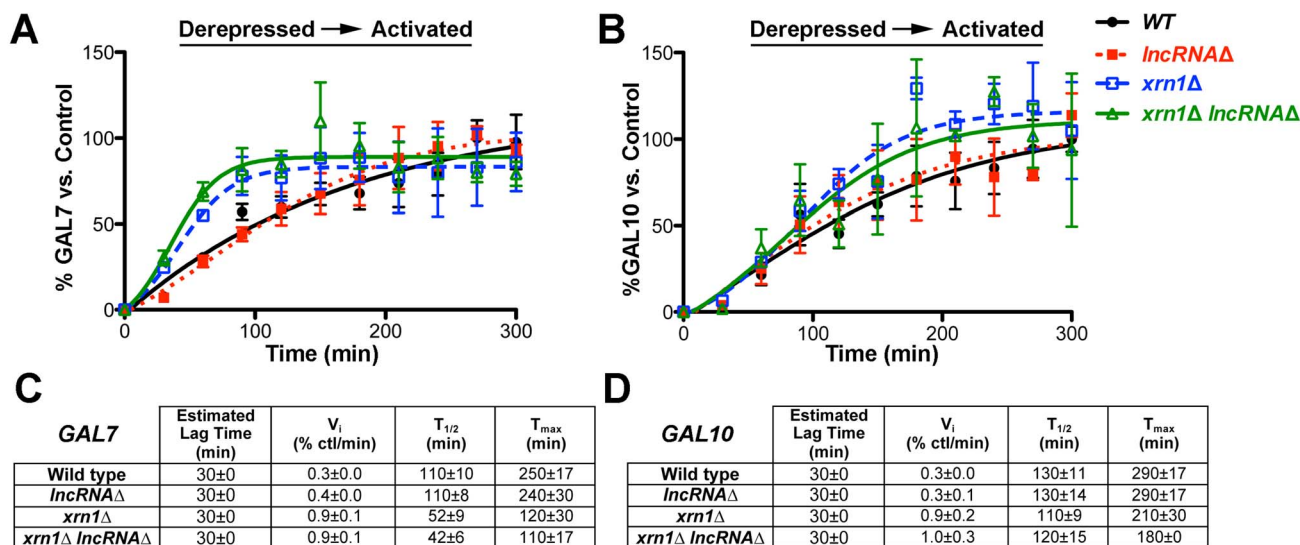 A
Derepressed → Activated
150
100
50
0
% GAL7 vs. Control
0 100 200 300
Time (min)
B
Derepressed → Activated
150
100
50
0
%GAL10 vs. Control
0 100 200 300
Time (min)
WT
lncRNAΔ
xrn1Δ
xrn1Δ lncRNAΔ
C
GAL7 Estimated Lag Time (min) Vi (% ctl/min) T1/2 (min) Tmax (min)
Wild type 30±0 0.3±0.0 110±10 250±17
lncRNAΔ 30±0 0.4±0.0 110±8 240±30
xrn1Δ 30±0 0.9±0.1 52±9 120±30
xrn1Δ lncRNAΔ 30±0 0.9±0.1 42±6 110±17
D
GAL10 Estimated Lag Time (min) Vi (% ctl/min) T1/2 (min) Tmax (min)
Wild type 30±0 0.3±0.0 130±11 290±17
lncRNAΔ 30±0 0.3±0.1 130±14 290±17
xrn1Δ 30±0 0.9±0.2 110±9 210±30
xrn1Δ lncRNAΔ 30±0 1.0±0.3 120±15 180±0